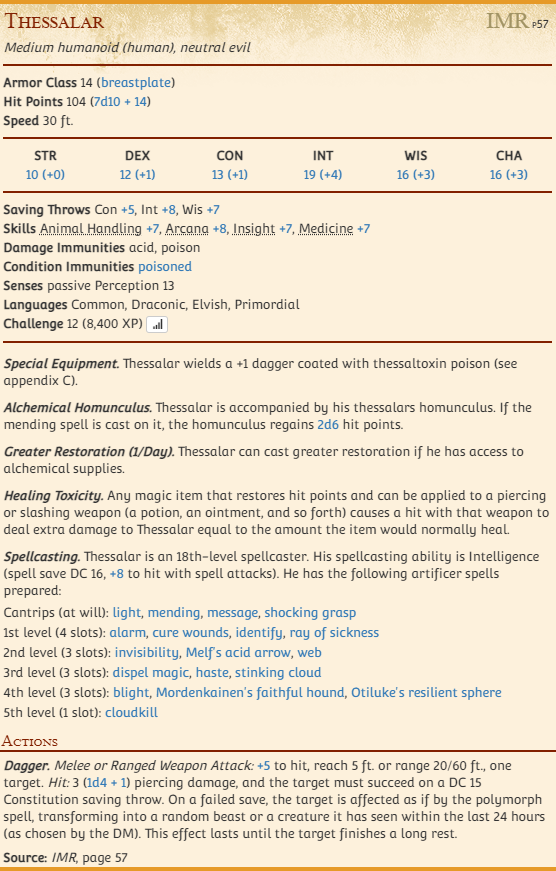 Thessalar IMR P57
Medium humanoid (human), neutral evil
Armor Class 14 (breastplate)
Hit Points 104 (7d10 + 14)
Speed 30 ft.
STR DEX CON INT WIS CHA
10 (+0) 12 (+1) 13 (+1) 19 (+4) 16 (+3) 16 (+3)
Saving Throws Con +5, Int +8, Wis +7
Skills Animal Handling +7, Arcana +8, Insight +7, Medicine +7
Damage Immunities acid, poison
Condition Immunities poisoned
Senses passive Perception 13
Languages Common, Draconic, Elvish, Primordial
Challenge 12 (8,400 XP)
Special Equipment. Thessalar wields a +1 dagger coated with thessaltoxin poison (see
appendix C).
Alchemical Homunculus. Thessalar is accompanied by his thessalars homunculus. If the
mending spell is cast on it, the homunculus regains 2d6 hit points.
Greater Restoration (1/Day). Thessalar can cast greater restoration if he has access to
alchemical supplies.
Healing Toxicity. Any magic item that restores hit points and can be applied to a piercing
or slashing weapon (a potion, an ointment, and so forth) causes a hit with that weapon to
deal extra damage to Thessalar equal to the amount the item would normally heal.
Spellcasting. Thessalar is an 18th-level spellcaster. His spellcasting ability is Intelligence
(spell save DC 16, +8 to hit with spell attacks). He has the following artificer spells
prepared:
Cantrips (at will): light, mending, message, shocking grasp
1st level (4 slots): alarm, cure wounds, identify, ray of sickness
2nd level (3 slots): invisibility, Melf's acid arrow, web
3rd level (3 slots): dispel magic, haste, stinking cloud
4th level (3 slots): blight, Mordenkainen's faithful hound, Otiluke's resilient sphere
5th level (1 slot): cloudkill
Actions
Dagger. Melee or Ranged Weapon Attack: +5 to hit, reach 5 ft. or range 20/60 ft., one
target. Hit: 3 (1d4 + 1) piercing damage, and the target must succeed on a DC 15
Constitution saving throw. On a failed save, the target is affected as if by the polymorph
spell, transforming into a random beast or a creature it has seen within the last 24 hours
(as chosen by the DM). This effect lasts until the target finishes a long rest.
Source: IMR, page 57